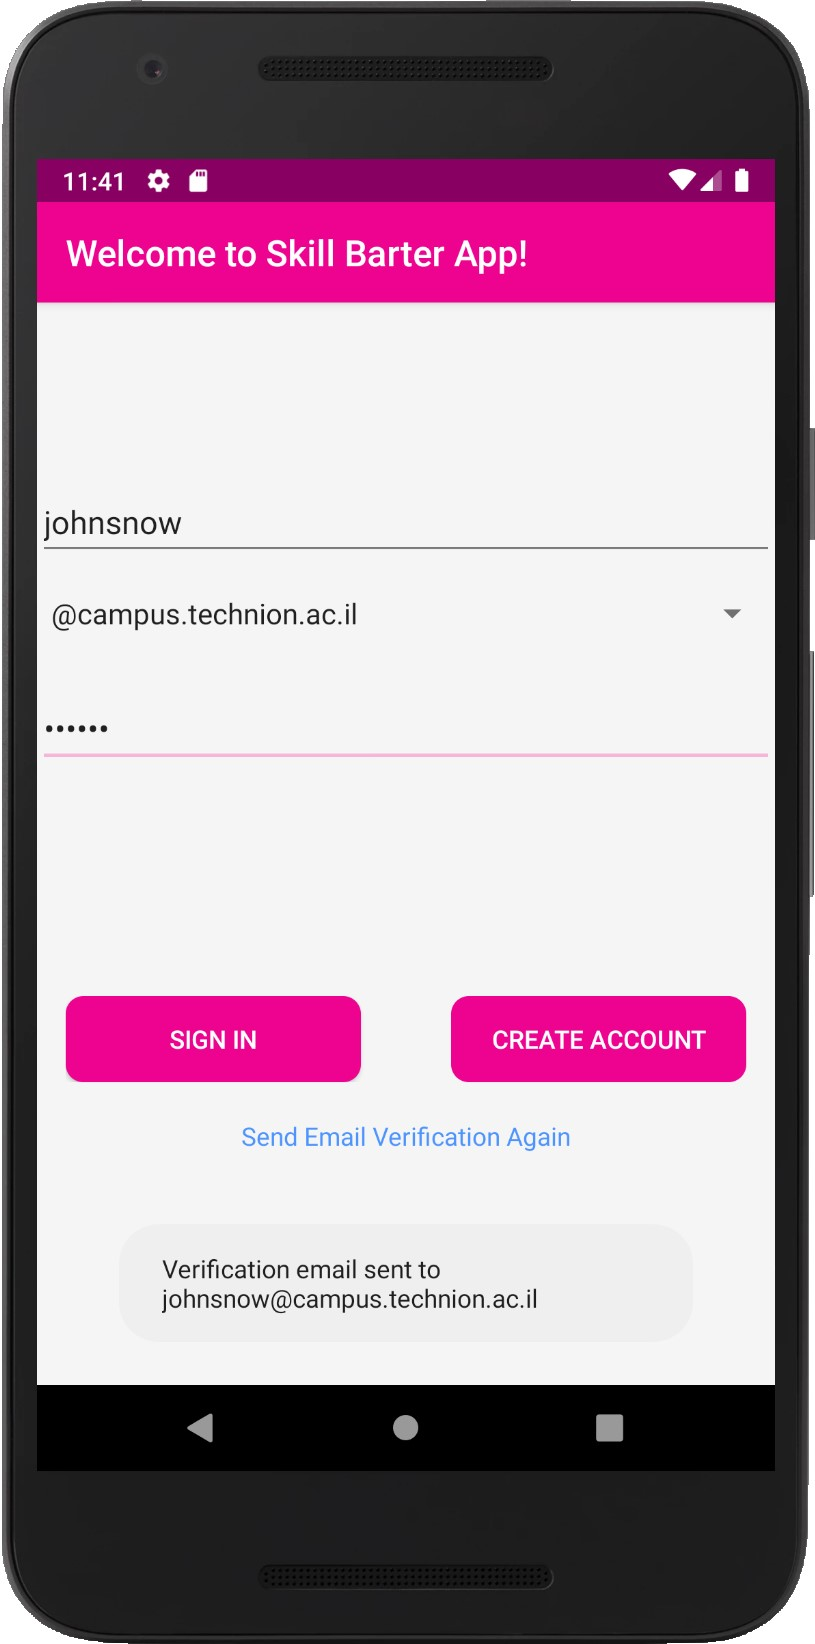 11:41
Welcome to Skill Barter App!
johnsnow
@campus.technion.ac.il
••••••
SIGN IN
CREATE ACCOUNT
Send Email Verification Again
Verification email sent to
johnsnow@campus.technion.ac.il